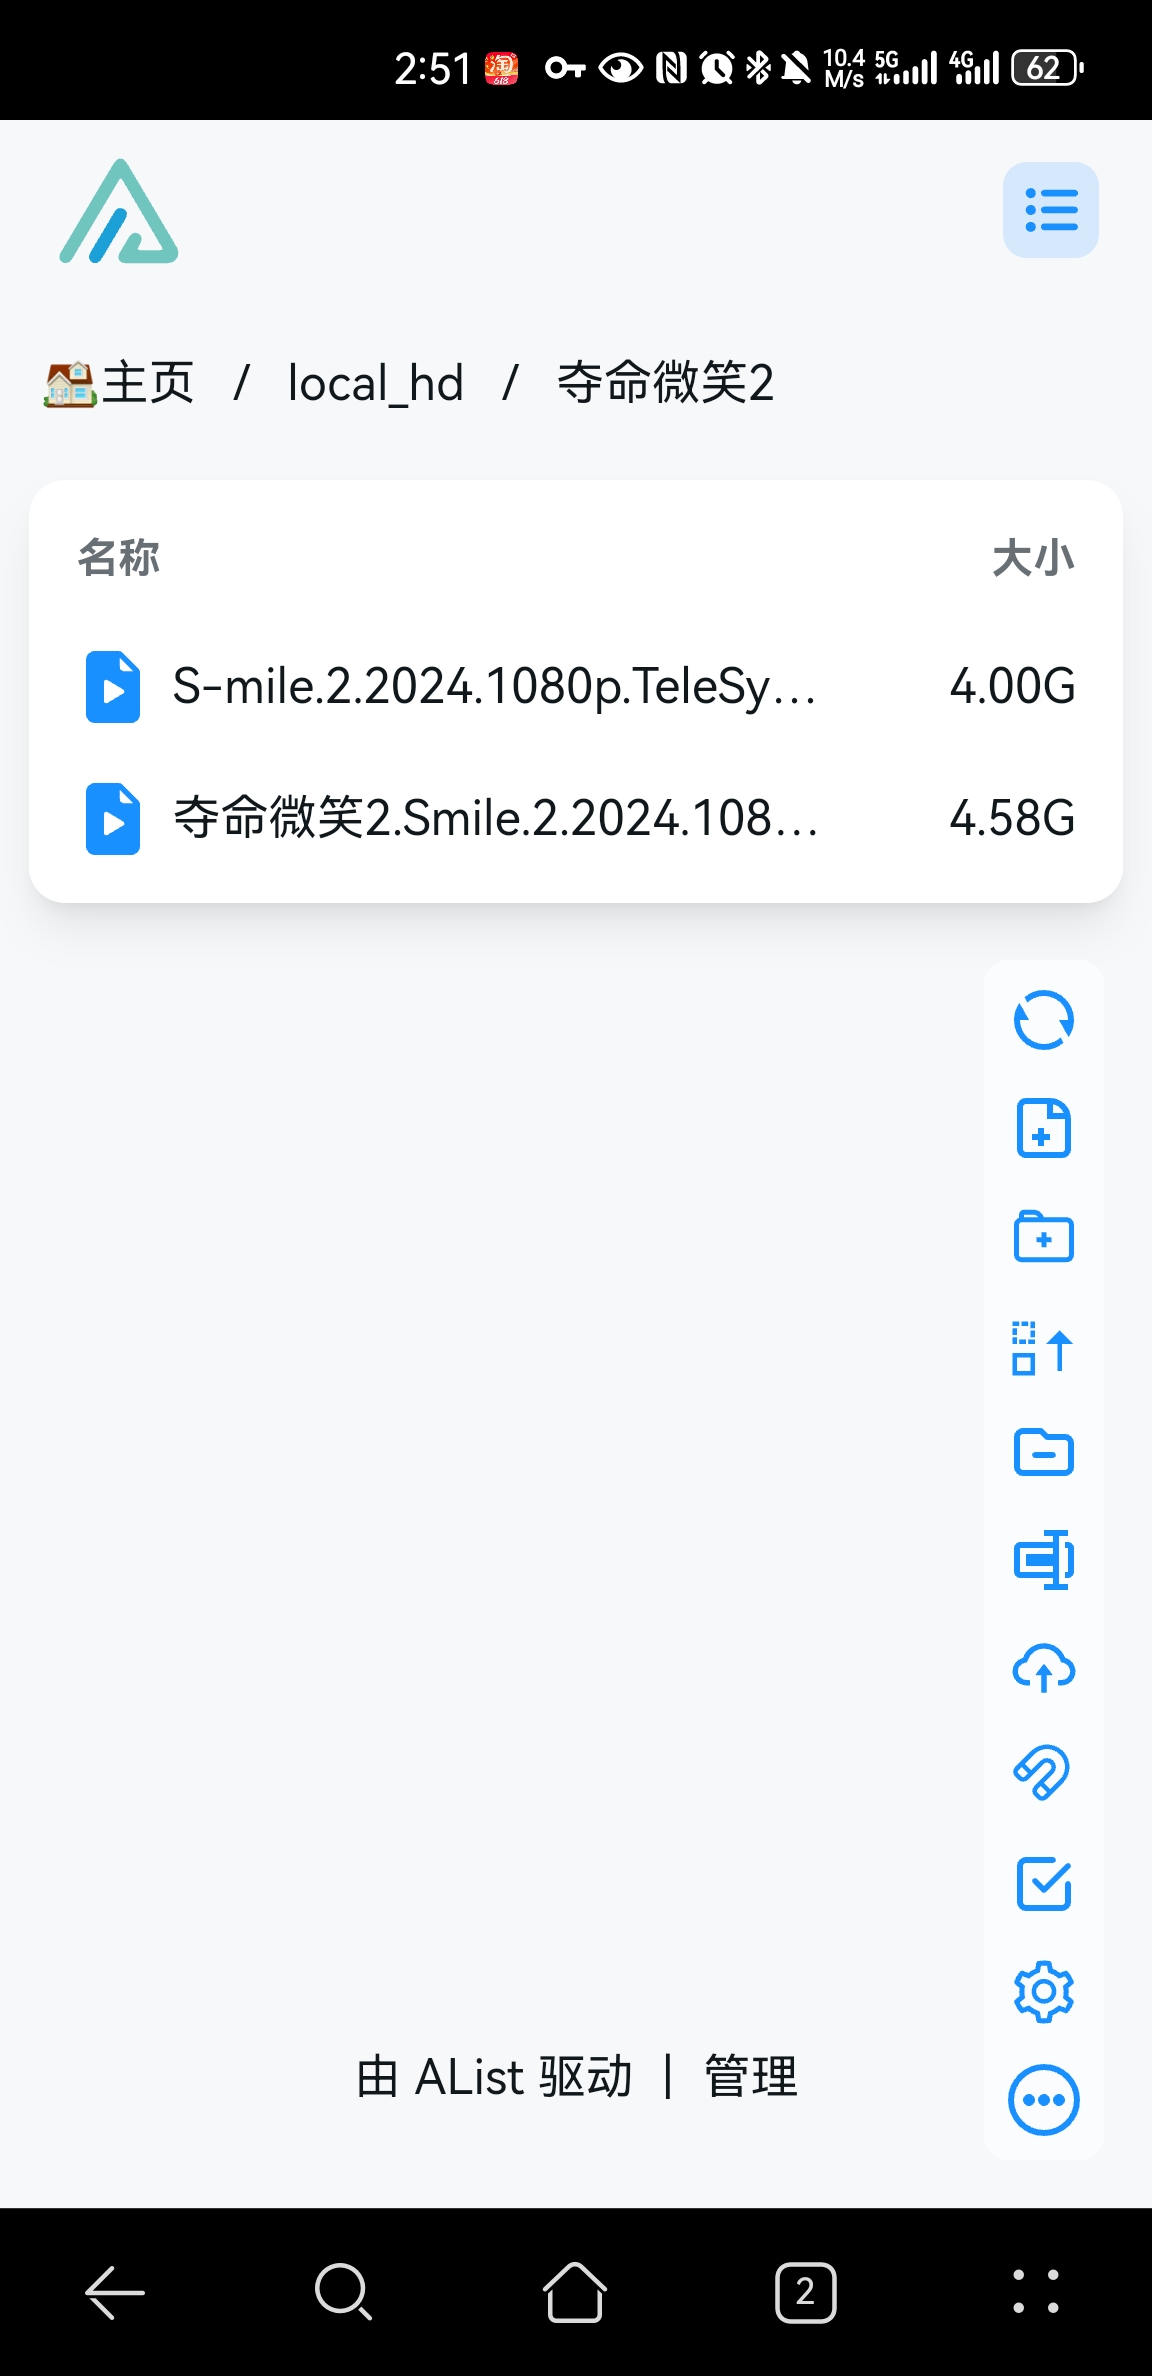 2:51 淘 618 10.4 M/s 5G 4G 62
主页 / local_hd / 夺命微笑2
名称 大小
S-mile.2.2024.1080p.TeleSy... 4.00G
夺命微笑2.Smile.2.2024.108... 4.58G
由 AList 驱动 | 管理
2